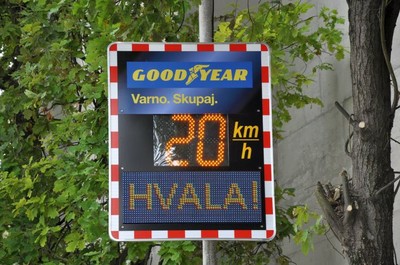 GOODYEAR
Varno. Skupaj.
20 km
h
HVALA!